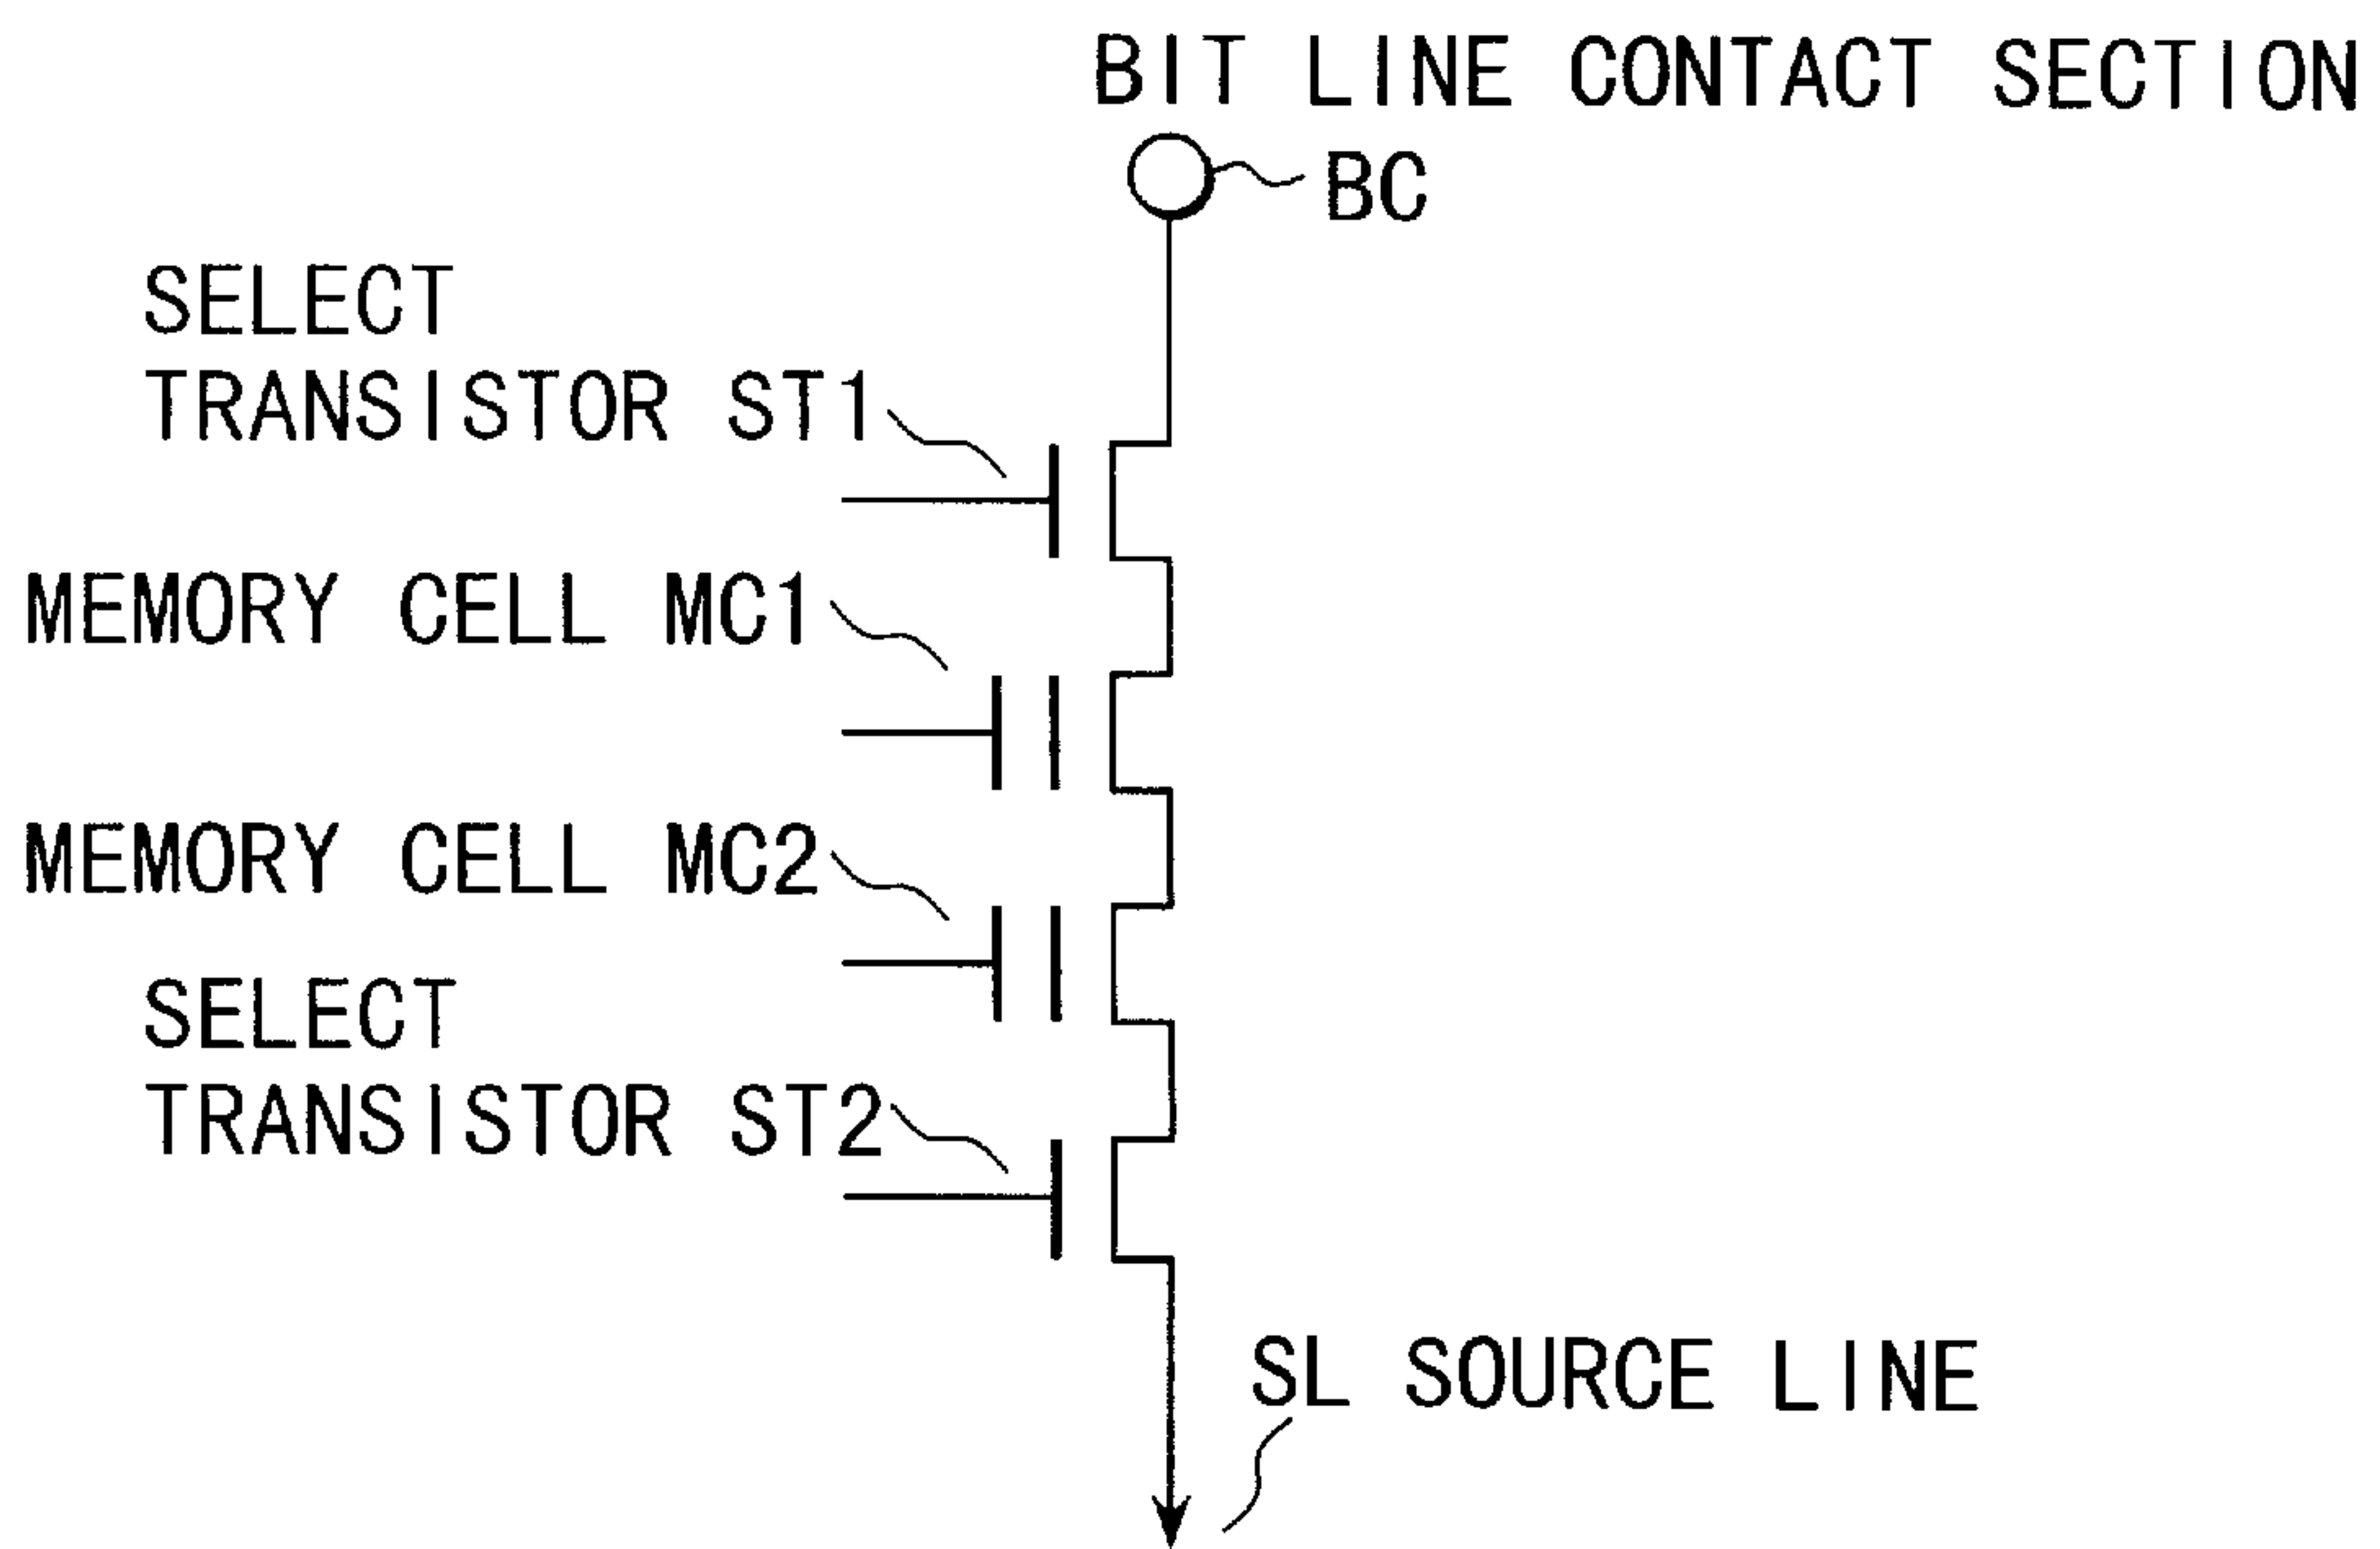 BIT LINE CONTACT SECTION
BC
SELECT
TRANSISTOR ST1
MEMORY CELL MC1
MEMORY CELL MC2
SELECT
TRANSISTOR ST2
SL SOURCE LINE